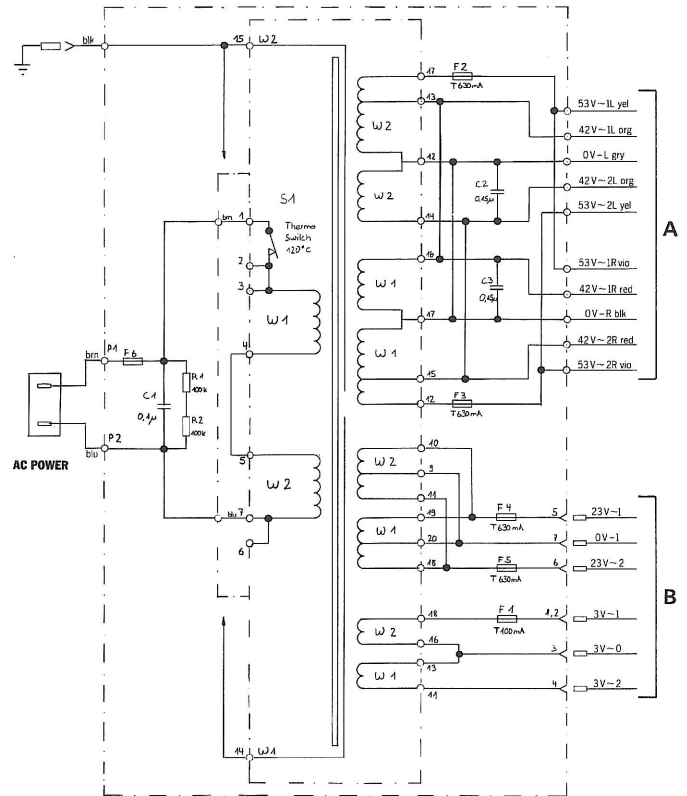 blk
15 W2
17 F2
T630mA
13
53V~1L yel
W2
42V~1L org
12
0V-L gry
C2
0,15µ
42V~2L org
W2
53V~2L yel
14
A
S1
brn 1
Thermo
Switch
120°C
2
3
16
53V~1R vio
W1
C3
0,15µ
42V~1R red
17
0V-R blk
W1
42V~2R red
4
W1
15
53V~2R vio
12 F3
T630mA
P1
brn F6
R1
100k
C1
0,1µ
R2
100k
P2
blu
AC POWER
5
W2
blu 7
6
10
W2
9
11
19 F4 5 23V~1
T630mA
W1
20 7 0V-1
18 F5 6 23V~2
T630mA
B
18 F1 1,2 3V~1
T100mA
W2
16
3 3V~0
13
W1
4 3V~2
11
14 W1